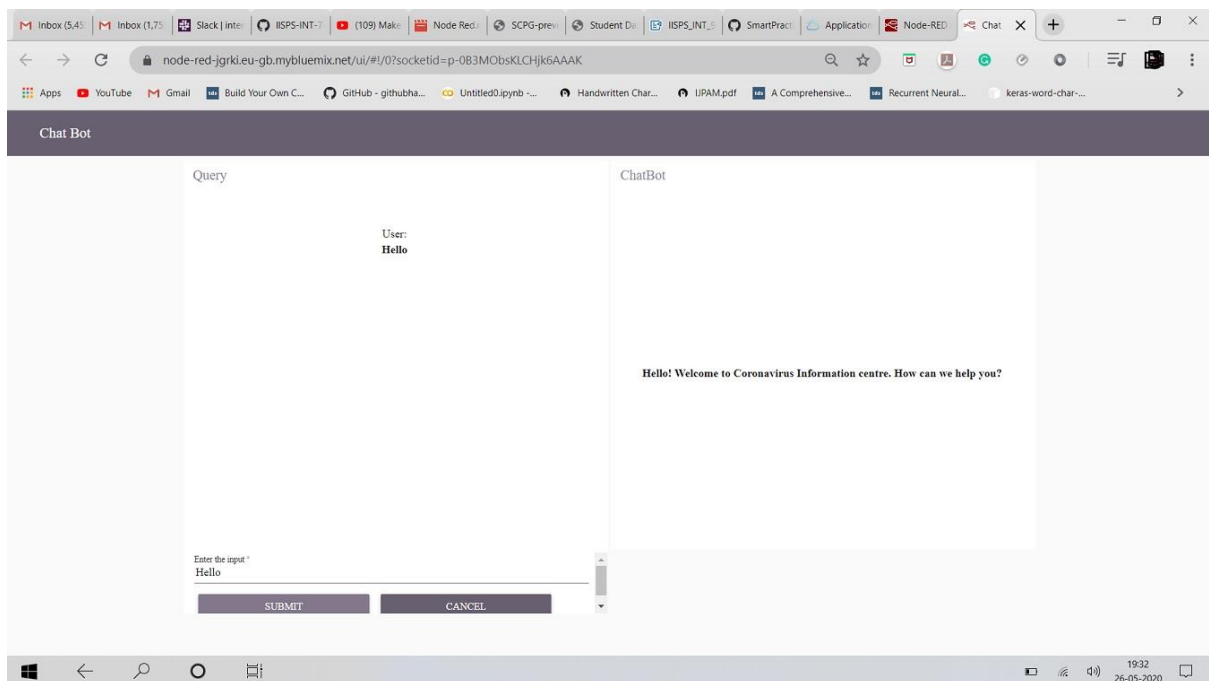 Inbox (5,45
Inbox (1,75
Slack | inte
IISPS-INT-7
(109) Make
Node Red
SCPG-prev
Student Da
IISPS_INT_S
SmartPract
Application
Node-RED
Chat
node-red-jgrki.eu-gb.mybluemix.net/ui/#!/0?socketid=p-0B3MObsKLCHjk6AAAK
Apps
YouTube
Gmail
Build Your Own C...
GitHub - githubha...
Untitled0.ipynb -...
Handwritten Char...
IJPAM.pdf
A Comprehensive...
Recurrent Neural...
keras-word-char-...
Chat Bot
Query
ChatBot
User:
Hello
Hello! Welcome to Coronavirus Information centre. How can we help you?
Enter the input *
Hello
SUBMIT
CANCEL
19:32
26-05-2020